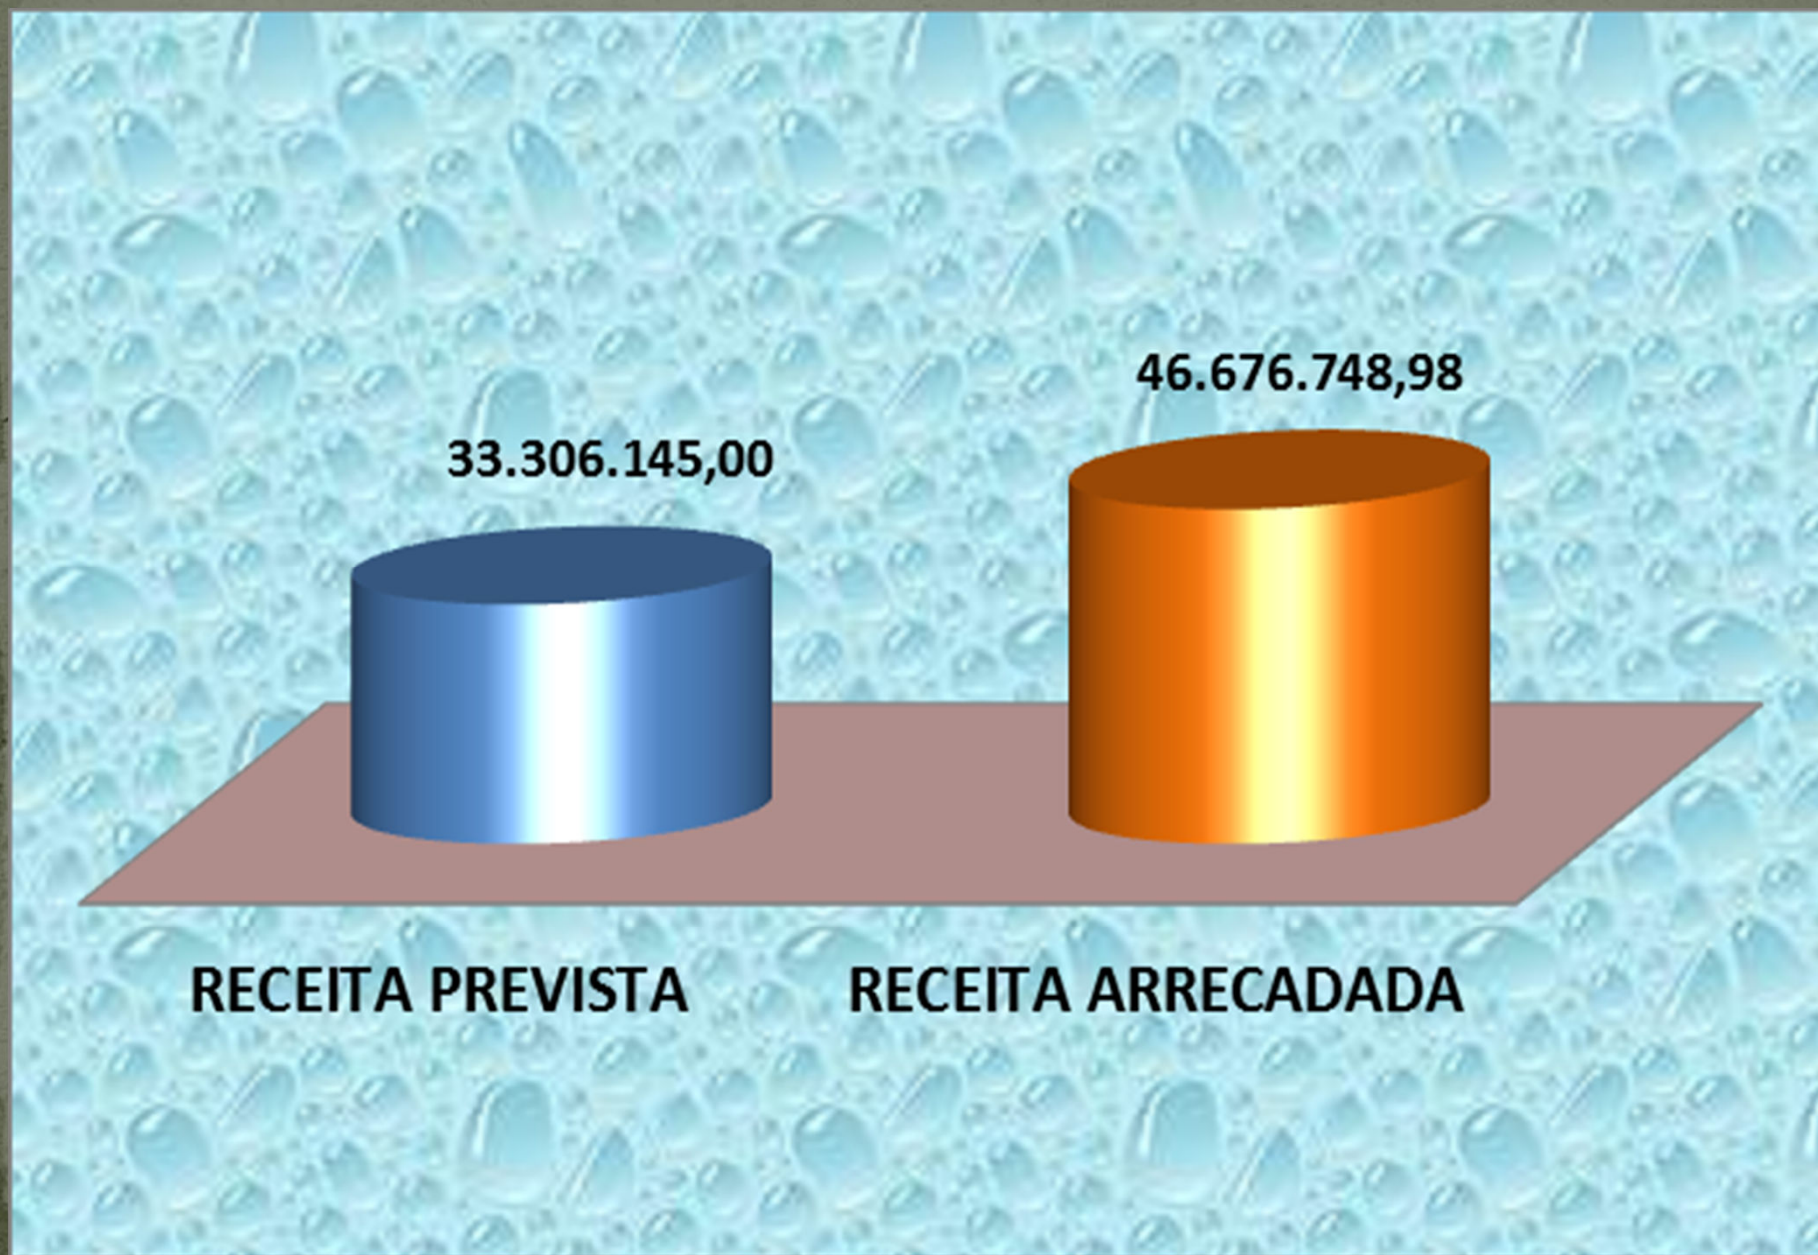 46.676.748,98
33.306.145,00
RECEITA PREVISTA
RECEITA ARRECADADA